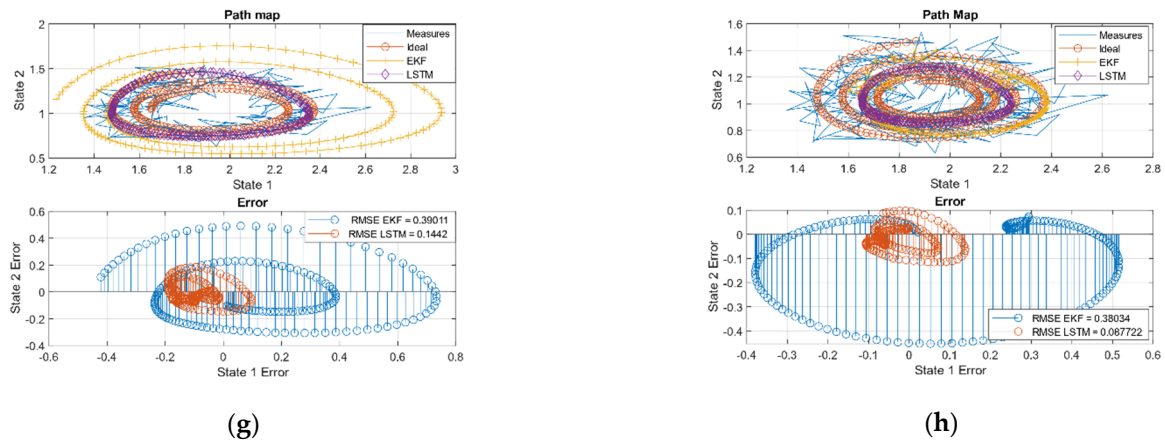 Path map
2
1.5
1
0.5
State 2
1.2 1.4 1.6 1.8 2 2.2 2.4 2.6 2.8 3
State 1
Measures
Ideal
EKF
LSTM
Error
0.6
0.4
0.2
0
-0.2
-0.4
State 2 Error
-0.6 -0.4 -0.2 0 0.2 0.4 0.6 0.8
State 1 Error
RMSE EKF = 0.39011
RMSE LSTM = 0.1442
(g)
Path Map
1.6
1.4
1.2
1
0.8
0.6
State 2
1.2 1.4 1.6 1.8 2 2.2 2.4 2.6 2.8
State 1
Measures
Ideal
EKF
LSTM
Error
0.1
0
-0.1
-0.2
-0.3
-0.4
State 2 Error
-0.4 -0.3 -0.2 -0.1 0 0.1 0.2 0.3 0.4 0.5 0.6
State 1 Error
RMSE EKF = 0.38034
RMSE LSTM = 0.087722
(h)